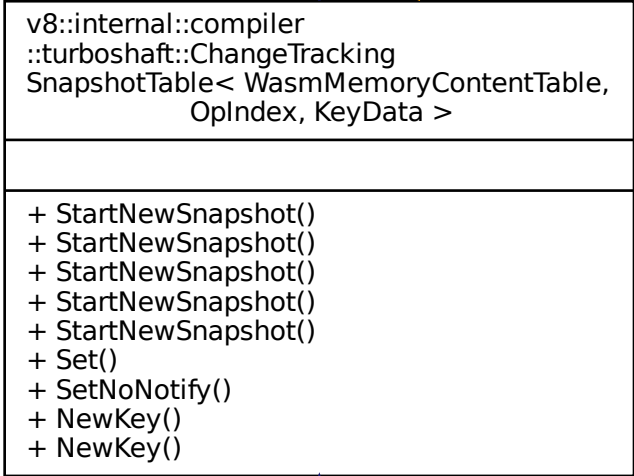 v8::internal::compiler
::turboshaft::ChangeTracking
SnapshotTable< WasmMemoryContentTable,
OpIndex, KeyData >
+ StartNewSnapshot()
+ StartNewSnapshot()
+ StartNewSnapshot()
+ StartNewSnapshot()
+ StartNewSnapshot()
+ Set()
+ SetNoNotify()
+ NewKey()
+ NewKey()